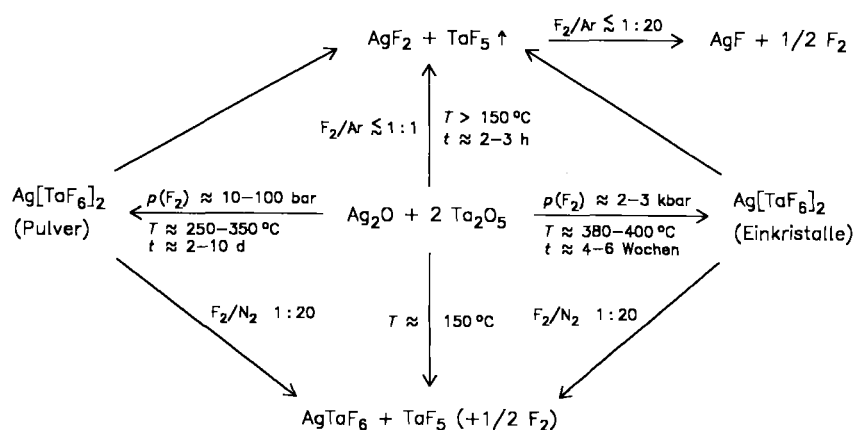 AgF₂ + TaF₅ ↑
F₂/Ar ≲ 1:20
AgF + 1/2 F₂
F₂/Ar ≲ 1:1
T > 150 °C
t ≈ 2–3 h
Ag[TaF₆]₂
(Pulver)
p(F₂) ≈ 10–100 bar
T ≈ 250–350 °C
t ≈ 2–10 d
Ag₂O + 2 Ta₂O₅
p(F₂) ≈ 2–3 kbar
T ≈ 380–400 °C
t ≈ 4–6 Wochen
Ag[TaF₆]₂
(Einkristalle)
F₂/N₂ 1:20
T ≈ 150 °C
F₂/N₂ 1:20
AgTaF₆ + TaF₅ (+1/2 F₂)